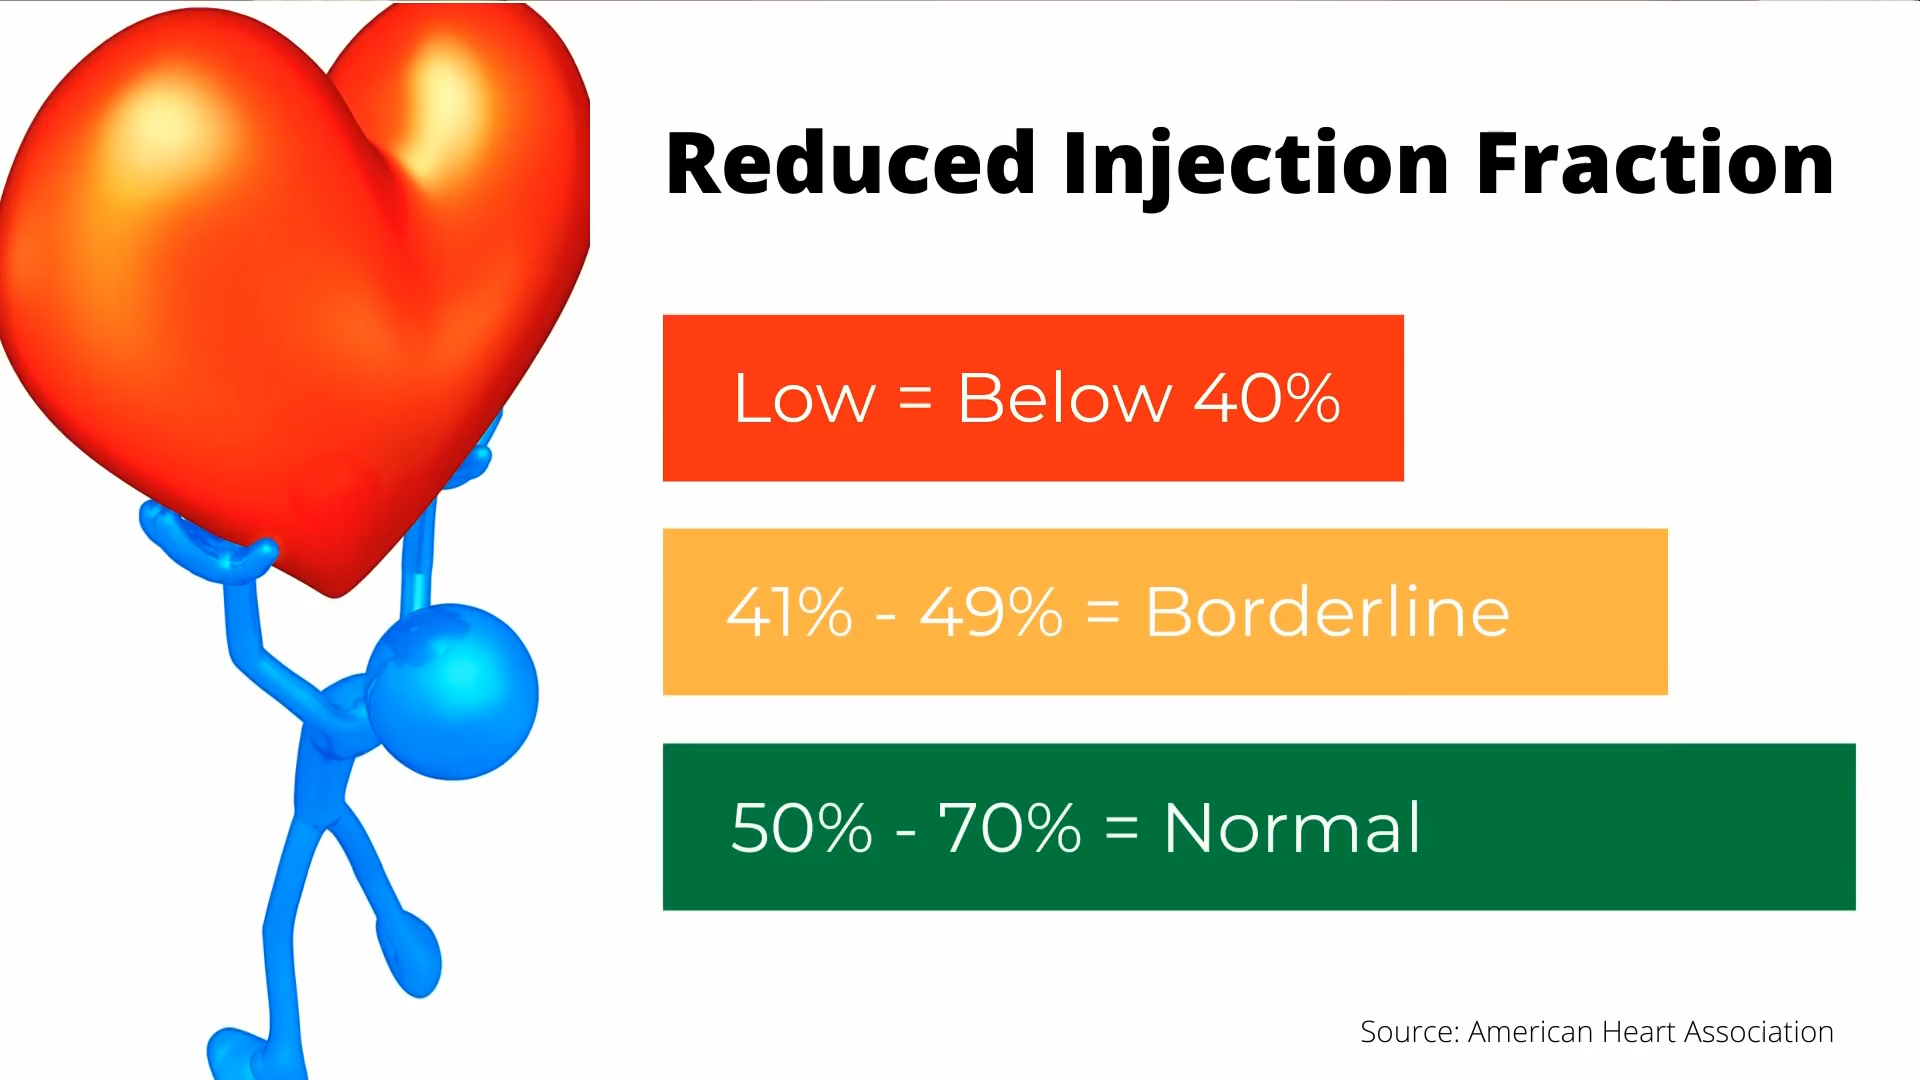 Reduced Injection Fraction
Low = Below 40%
41% - 49% = Borderline
50% - 70% = Normal
Source: American Heart Association